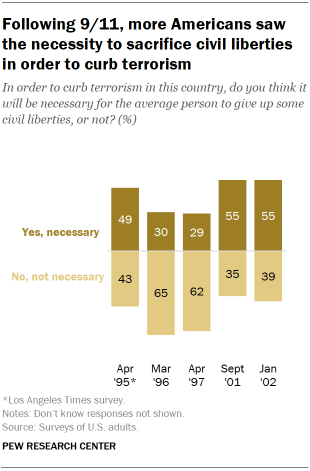 Following 9/11, more Americans saw
the necessity to sacrifice civil liberties
in order to curb terrorism
In order to curb terrorism in this country, do you think it
will be necessary for the average person to give up some
civil liberties, or not? (%)
49 30 29 55 55
Yes, necessary
No, not necessary
43 65 62 35 39
Apr Mar Apr Sept Jan
'95* '96 '97 '01 '02
*Los Angeles Times survey.
Notes: Don't know responses not shown.
Source: Surveys of U.S. adults.
PEW RESEARCH CENTER